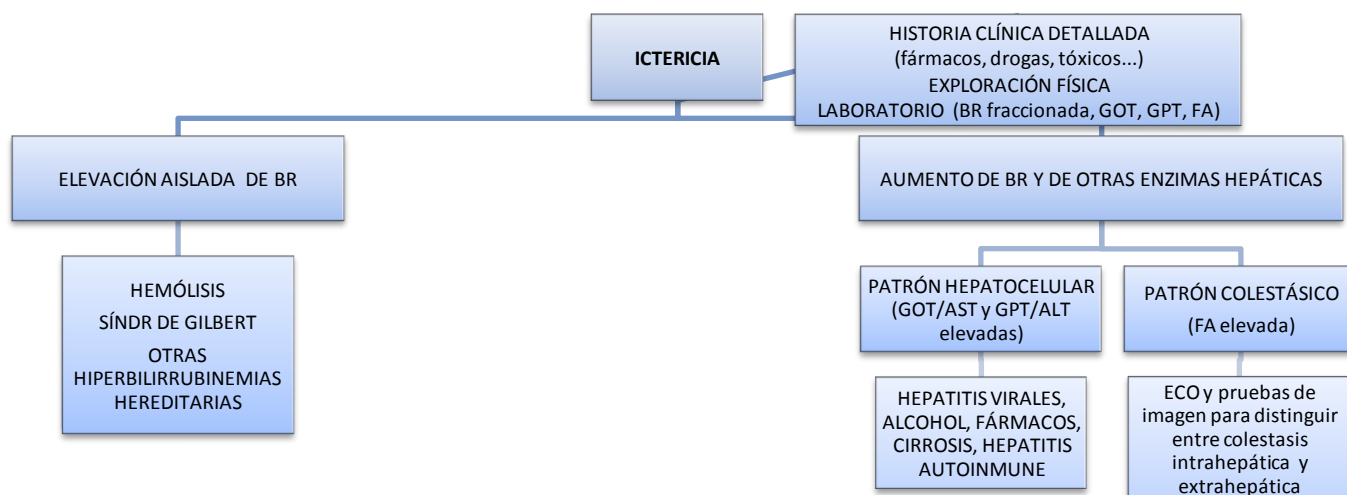 ICTERICIA
HISTORIA CLÍNICA DETALLADA
(fármacos, drogas, tóxicos...)
EXPLORACIÓN FÍSICA
LABORATORIO (BR fraccionada, GOT, GPT, FA)
ELEVACIÓN AISLADA DE BR
AUMENTO DE BR Y DE OTRAS ENZIMAS HEPÁTICAS
HEMÓLISIS
SÍNDR DE GILBERT
OTRAS
HIPERBILIRRUBINEMIAS
HEREDITARIAS
PATRÓN HEPATOCELULAR
(GOT/AST y GPT/ALT
elevadas)
PATRÓN COLESTÁSICO
(FA elevada)
HEPATITIS VIRALES,
ALCOHOL, FÁRMACOS,
CIRROSIS, HEPATITIS
AUTOINMUNE
ECO y pruebas de
imagen para distinguir
entre colestasis
intrahepática y
extrahepática